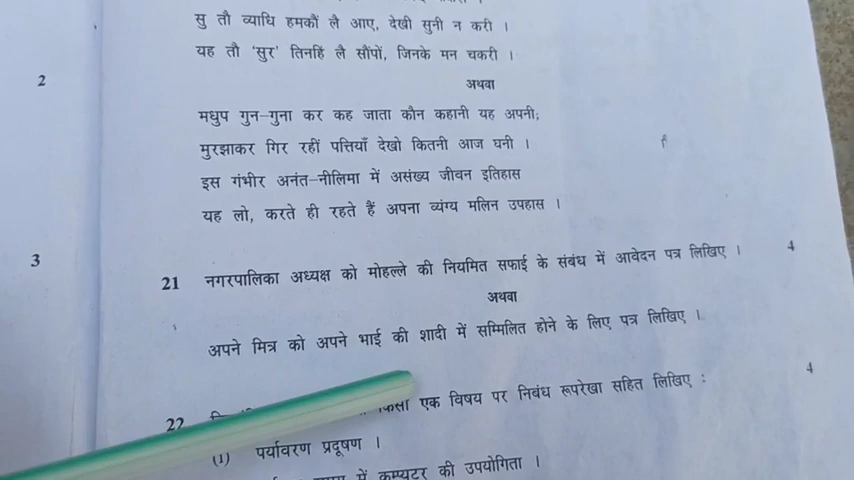 सु तौ व्याधि हमकौं लै आए, देखी सुनी न करी ।
यह तौ 'सुर' तिनहिं लै सौंपों, जिनके मन चकरी ।
2
अथवा
मधुप गुन-गुना कर कह जाता कौन कहानी यह अपनी;
मुरझाकर गिर रहीं पत्तियाँ देखो कितनी आज घनी ।
इस गंभीर अनंत-नीलिमा में असंख्य जीवन इतिहास
यह लो, करते ही रहते हैं अपना व्यंग्य मलिन उपहास ।
3
21 नगरपालिका अध्यक्ष को मोहल्ले की नियमित सफाई के संबंध में आवेदन पत्र लिखिए । 4
अथवा
अपने मित्र को अपने भाई की शादी में सम्मिलित होने के लिए पत्र लिखिए ।
22 एक विषय पर निबंध रूपरेखा सहित लिखिए : 4
(1) पर्यावरण प्रदूषण ।
में कम्प्यूटर की उपयोगिता ।